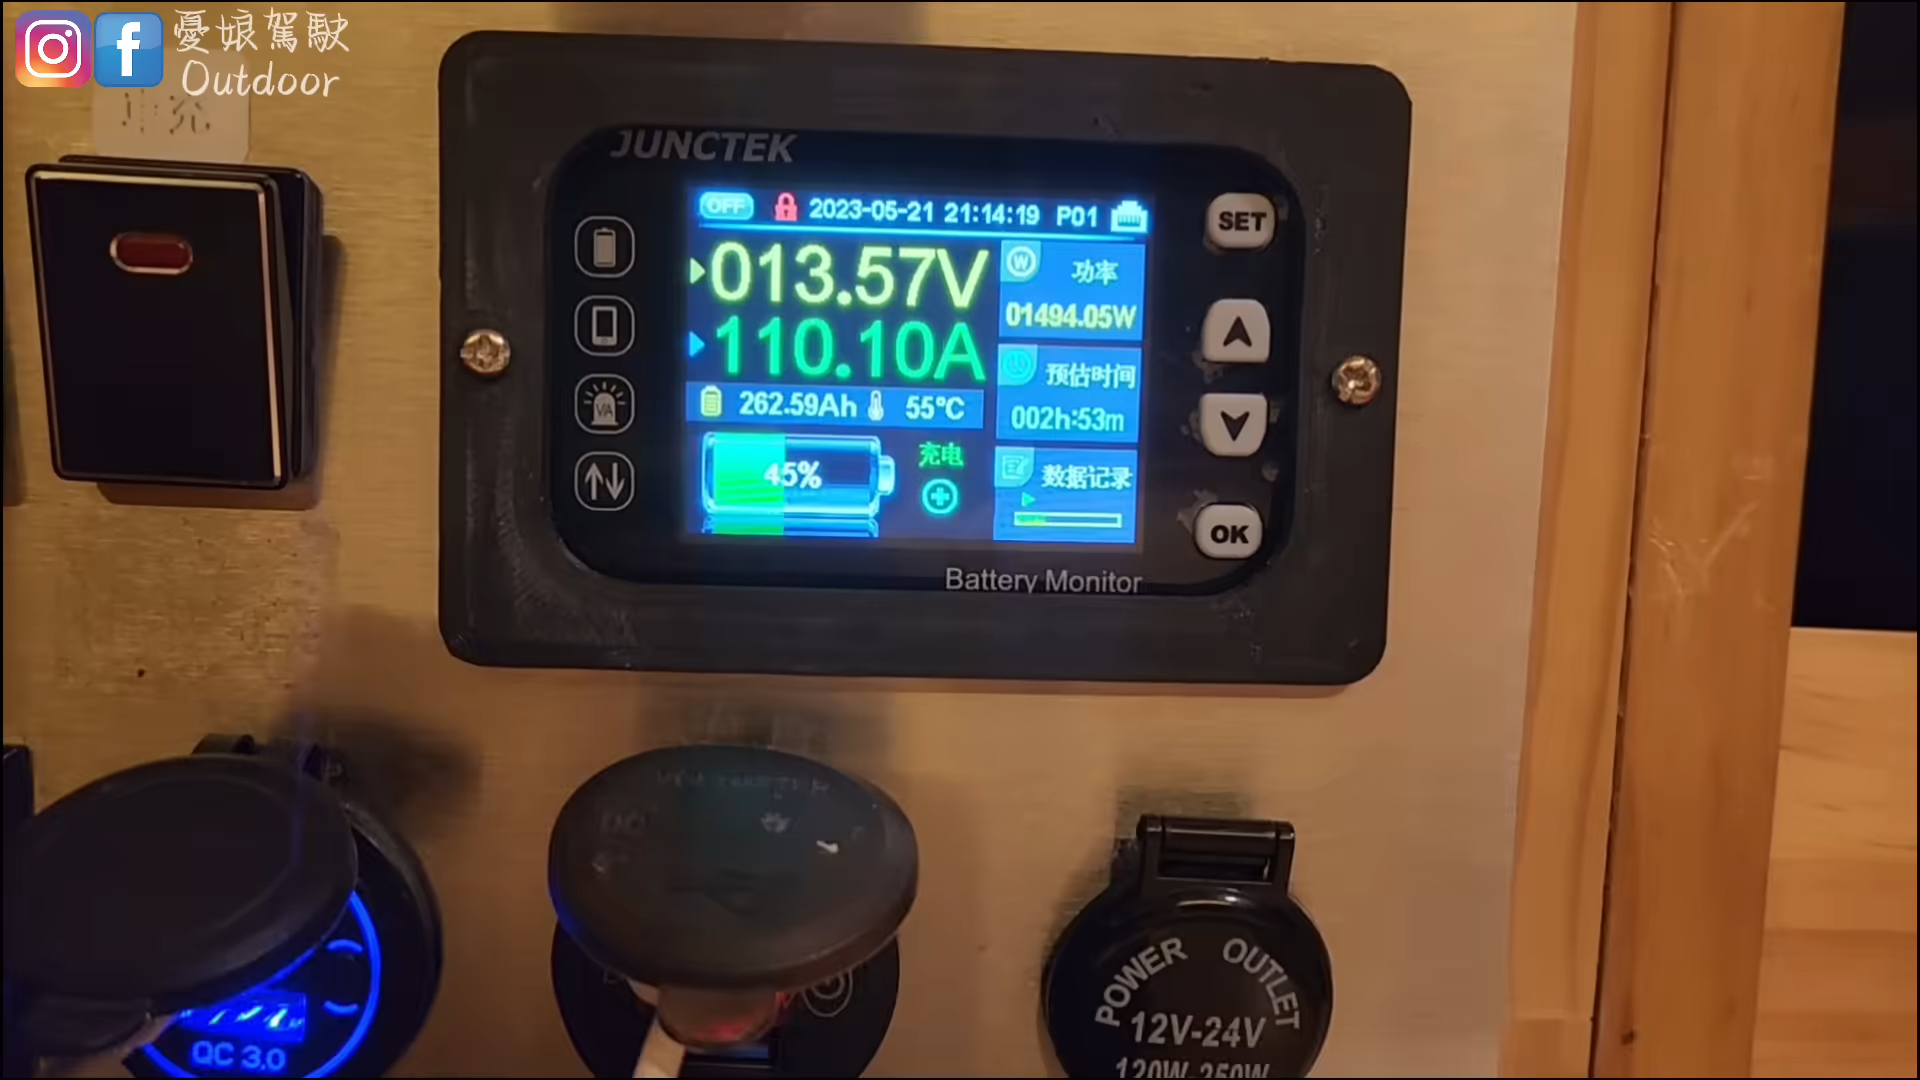 憂娘駕駛
Outdoor
JUNCTEK
OFF 2023-05-21 21:14:19 P01
013.57V
110.10A
功率
01494.05W
预估时间
002h:53m
262.59Ah 55°C
45%
充电
数据记录
SET
OK
VA
Battery Monitor
QC 3.0
POWER OUTLET
12V-24V
120W-250W